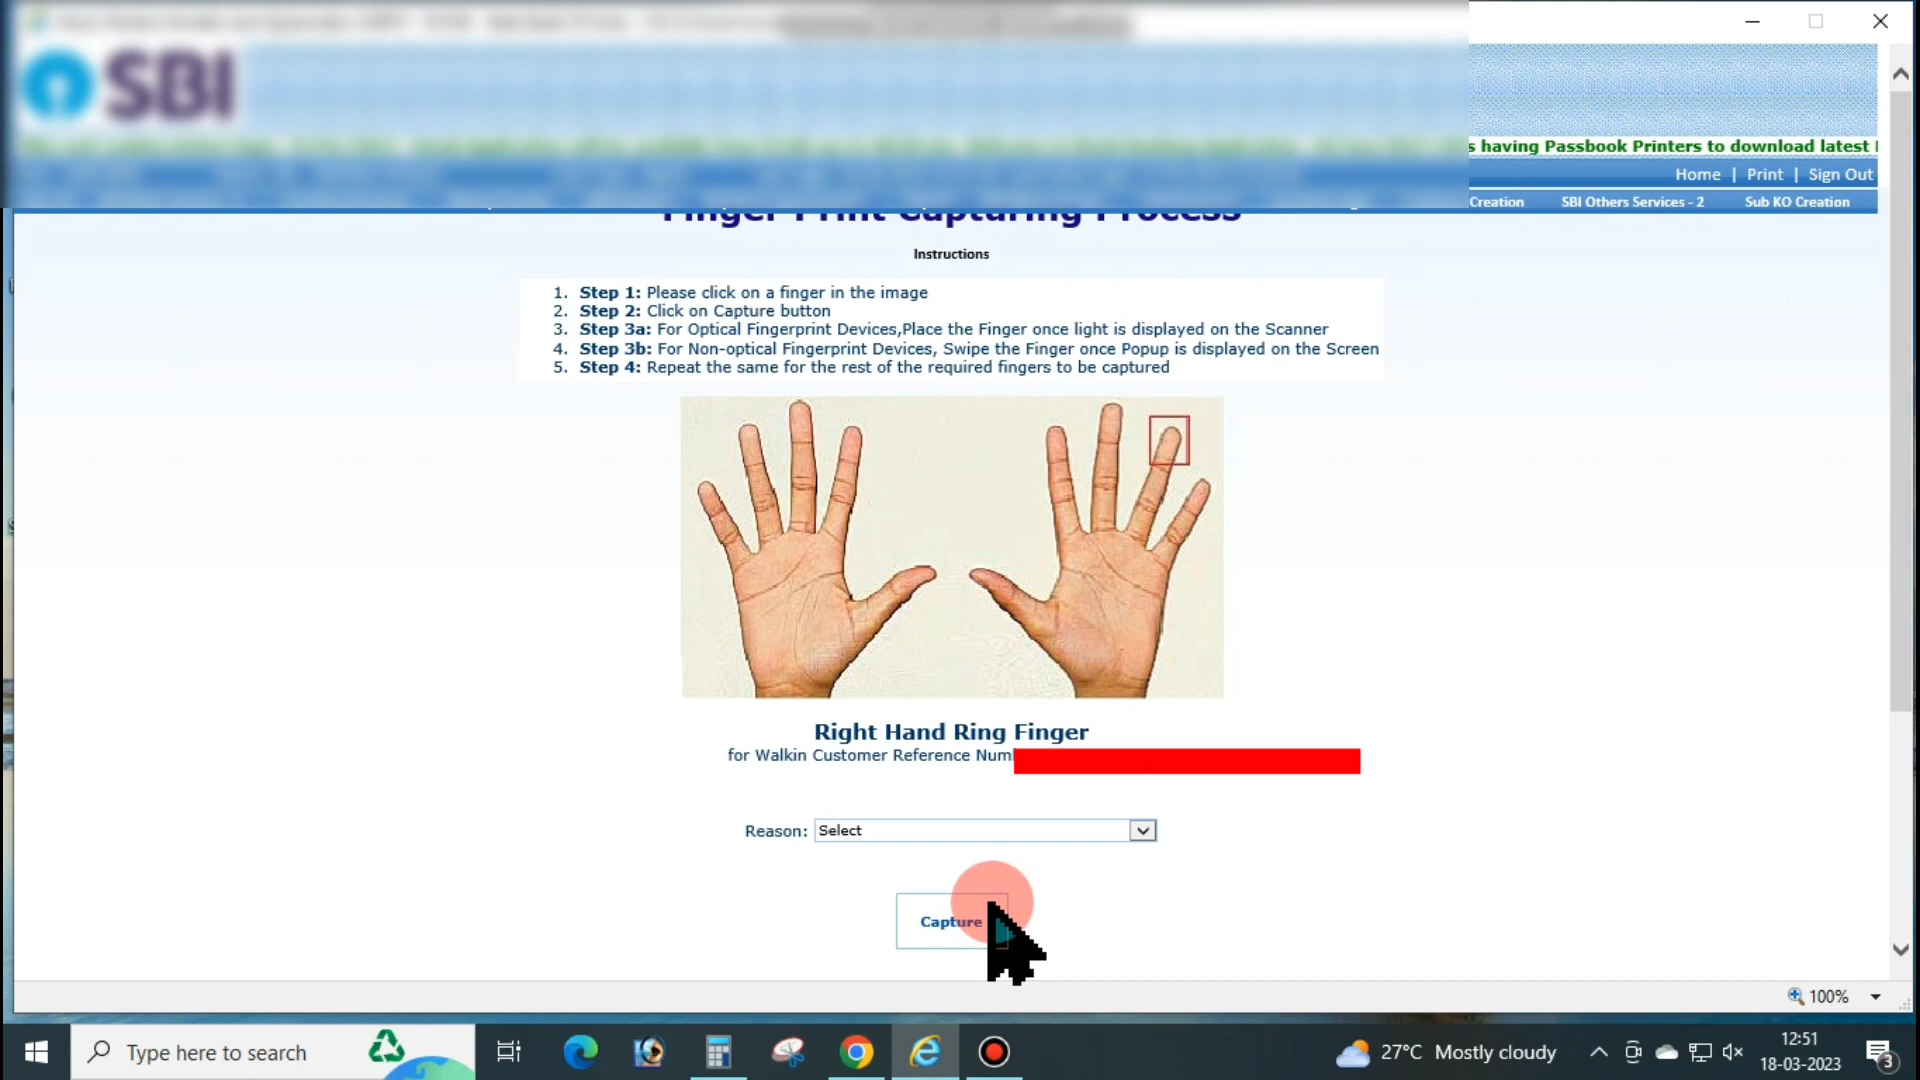 SBI
s having Passbook Printers to download latest
Home | Print | Sign Out
Creation SBI Others Services - 2 Sub KO Creation
Finger Print Capturing Process
Instructions
1. Step 1: Please click on a finger in the image
2. Step 2: Click on Capture button
3. Step 3a: For Optical Fingerprint Devices,Place the Finger once light is displayed on the Scanner
4. Step 3b: For Non-optical Fingerprint Devices, Swipe the Finger once Popup is displayed on the Screen
5. Step 4: Repeat the same for the rest of the required fingers to be captured
Right Hand Ring Finger
for Walkin Customer Reference Num
Reason: Select
Capture
100%
Type here to search
27°C Mostly cloudy
12:51
18-03-2023
3